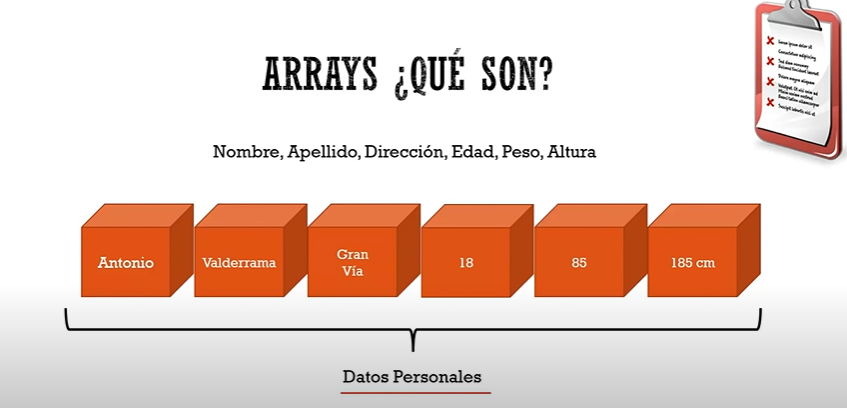 ARRAYS ¿QUÉ SON?
Nombre, Apellido, Dirección, Edad, Peso, Altura
Antonio
Valderrama
Gran
Vía
18
85
185 cm
Datos Personales